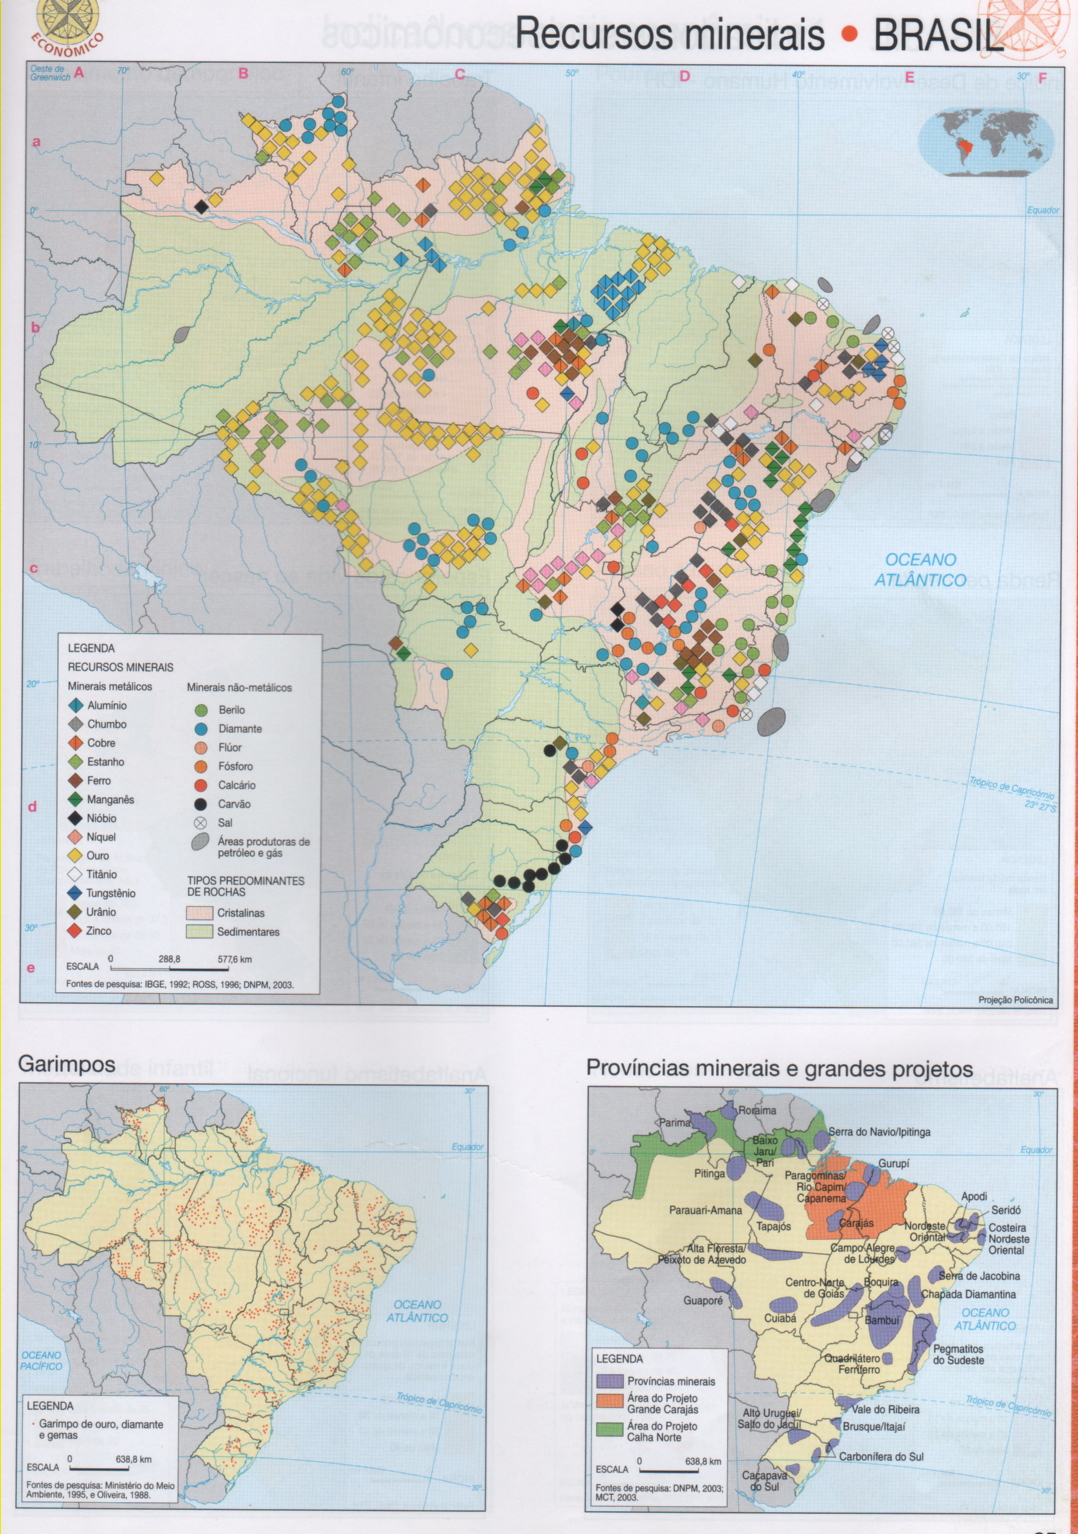 ECONÔMICO
Recursos minerais • BRASIL
Oeste de
Greenwich
A
70°
B
60°
C
50°
D
40°
E
30°
F
a
0°
Equador
b
10°
c
OCEANO
ATLÂNTICO
20°
Trópico de Capricórnio
23° 27'S
d
30°
e
LEGENDA
RECURSOS MINERAIS
Minerais metálicos
Alumínio
Chumbo
Cobre
Estanho
Ferro
Manganês
Nióbio
Níquel
Ouro
Titânio
Tungstênio
Urânio
Zinco
Minerais não-metálicos
Berilo
Diamante
Flúor
Fósforo
Calcário
Carvão
Sal
Áreas produtoras de
petróleo e gás
TIPOS PREDOMINANTES
DE ROCHAS
Cristalinas
Sedimentares
ESCALA
0
288,8
577,6 km
Fontes de pesquisa: IBGE, 1992; ROSS, 1996; DNPM, 2003.
Projeção Policônica
Garimpos
60°
30°
Equador
0°
OCEANO
ATLÂNTICO
OCEANO
PACÍFICO
Trópico de Capricórnio
30°
LEGENDA
Garimpo de ouro, diamante
e gemas
ESCALA
0
638,8 km
Fontes de pesquisa: Ministério do Meio
Ambiente, 1995, e Oliveira, 1988.
Províncias minerais e grandes projetos
60°
30°
Roraima
Parima
Serra do Navio/Ipitinga
Baixo
Jaru/
Pari
Equador
0°
Gurupí
Pitinga
Paragominas/
Rio Capim/
Capanema
Apodi
Seridó
Parauari-Amana
Tapajós
Carajás
Nordeste
Oriental
Costeira
Nordeste
Oriental
Alta Floresta/
Peixoto de Azevedo
Campo Alegre
de Lourdes
Serra de Jacobina
Centro-Norte
de Goiás
Boquira
Chapada Diamantina
Guaporé
Cuiabá
Bambuí
OCEANO
ATLÂNTICO
Pegmatitos
do Sudeste
Quadrilátero
Ferrífero
Trópico de Capricórnio
Vale do Ribeira
Alto Uruguai/
Salto do Jacuí
Brusque/Itajaí
Carbonífera do Sul
Caçapava
do Sul
30°
LEGENDA
Províncias minerais
Área do Projeto
Grande Carajás
Área do Projeto
Calha Norte
ESCALA
0
638,8 km
Fontes de pesquisa: DNPM, 2003;
MCT, 2003.